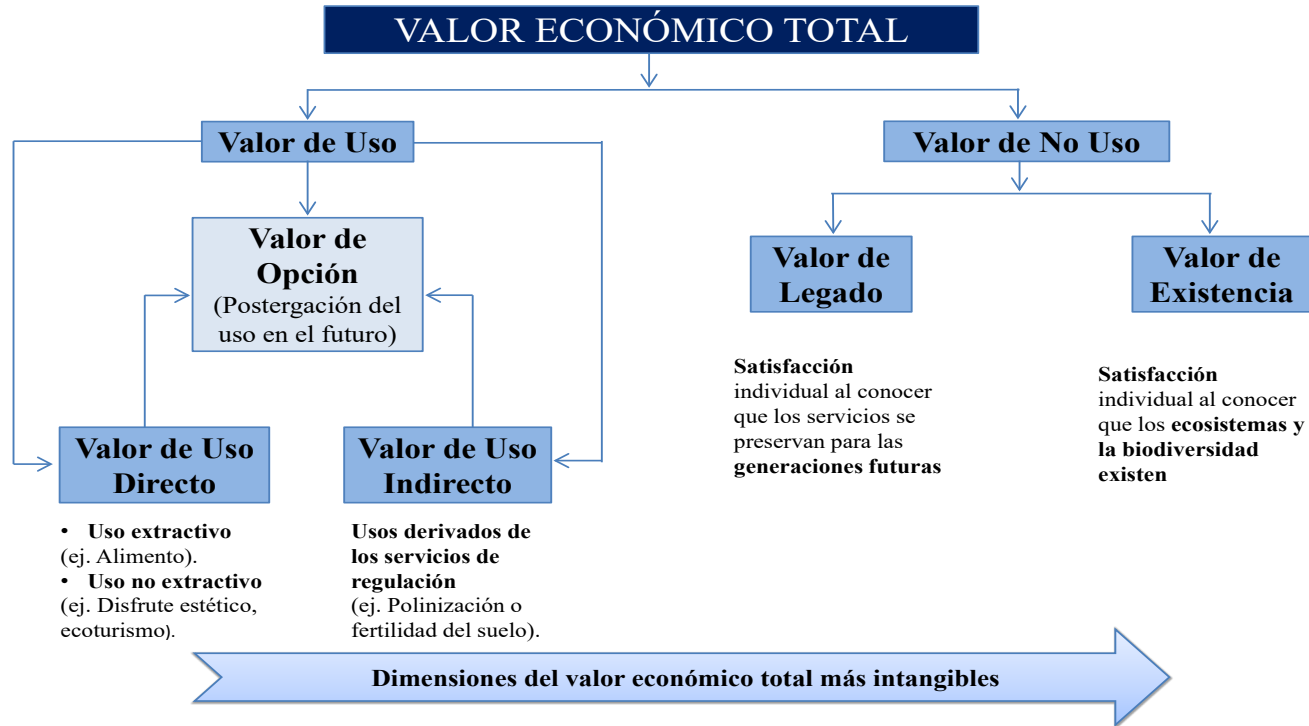 VALOR ECONÓMICO TOTAL
Valor de Uso
Valor de No Uso
Valor de
Opción
(Postergación del
uso en el futuro)
Valor de
Legado
Valor de
Existencia
Satisfacción
individual al conocer
que los servicios se
preservan para las
generaciones futuras
Satisfacción
individual al conocer
que los ecosistemas y
la biodiversidad
existen
Valor de Uso
Directo
Valor de Uso
Indirecto
• Uso extractivo
(ej. Alimento).
• Uso no extractivo
(ej. Disfrute estético,
ecoturismo).
Usos derivados de
los servicios de
regulación
(ej. Polinización o
fertilidad del suelo).
Dimensiones del valor económico total más intangibles